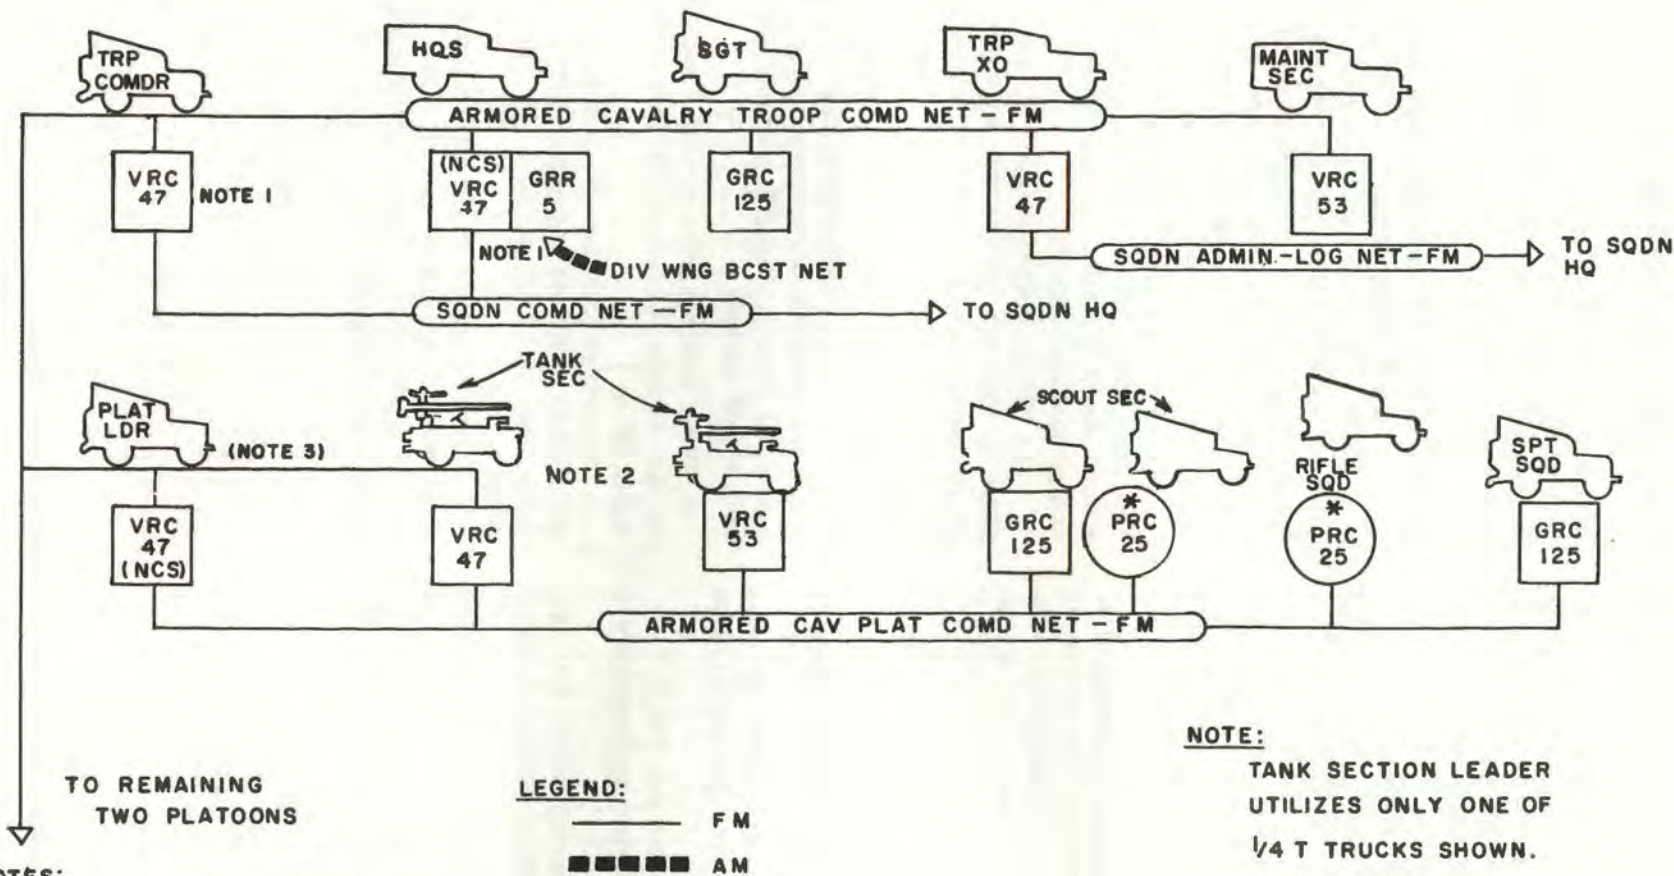 TRP
COMDR
HQS
SGT
TRP
XO
MAINT
SEC
ARMORED CAVALRY TROOP COMD NET - FM
VRC
47
NOTE 1
(NCS)
VRC
47
GRR
5
GRC
125
VRC
47
VRC
53
NOTE 1
DIV WNG BCST NET
SQDN ADMIN.-LOG NET-FM
TO SQDN
HQ
SQDN COMD NET - FM
TO SQDN HQ
TANK
SEC
PLAT
LDR
(NOTE 3)
NOTE 2
SCOUT SEC
RIFLE
SQD
SPT
SQD
VRC
47
(NCS)
VRC
47
VRC
53
GRC
125
*
PRC
25
*
PRC
25
GRC
125
ARMORED CAV PLAT COMD NET - FM
TO REMAINING
TWO PLATOONS
LEGEND:
FM
AM
NOTE:
TANK SECTION LEADER
UTILIZES ONLY ONE OF
1/4 T TRUCKS SHOWN.